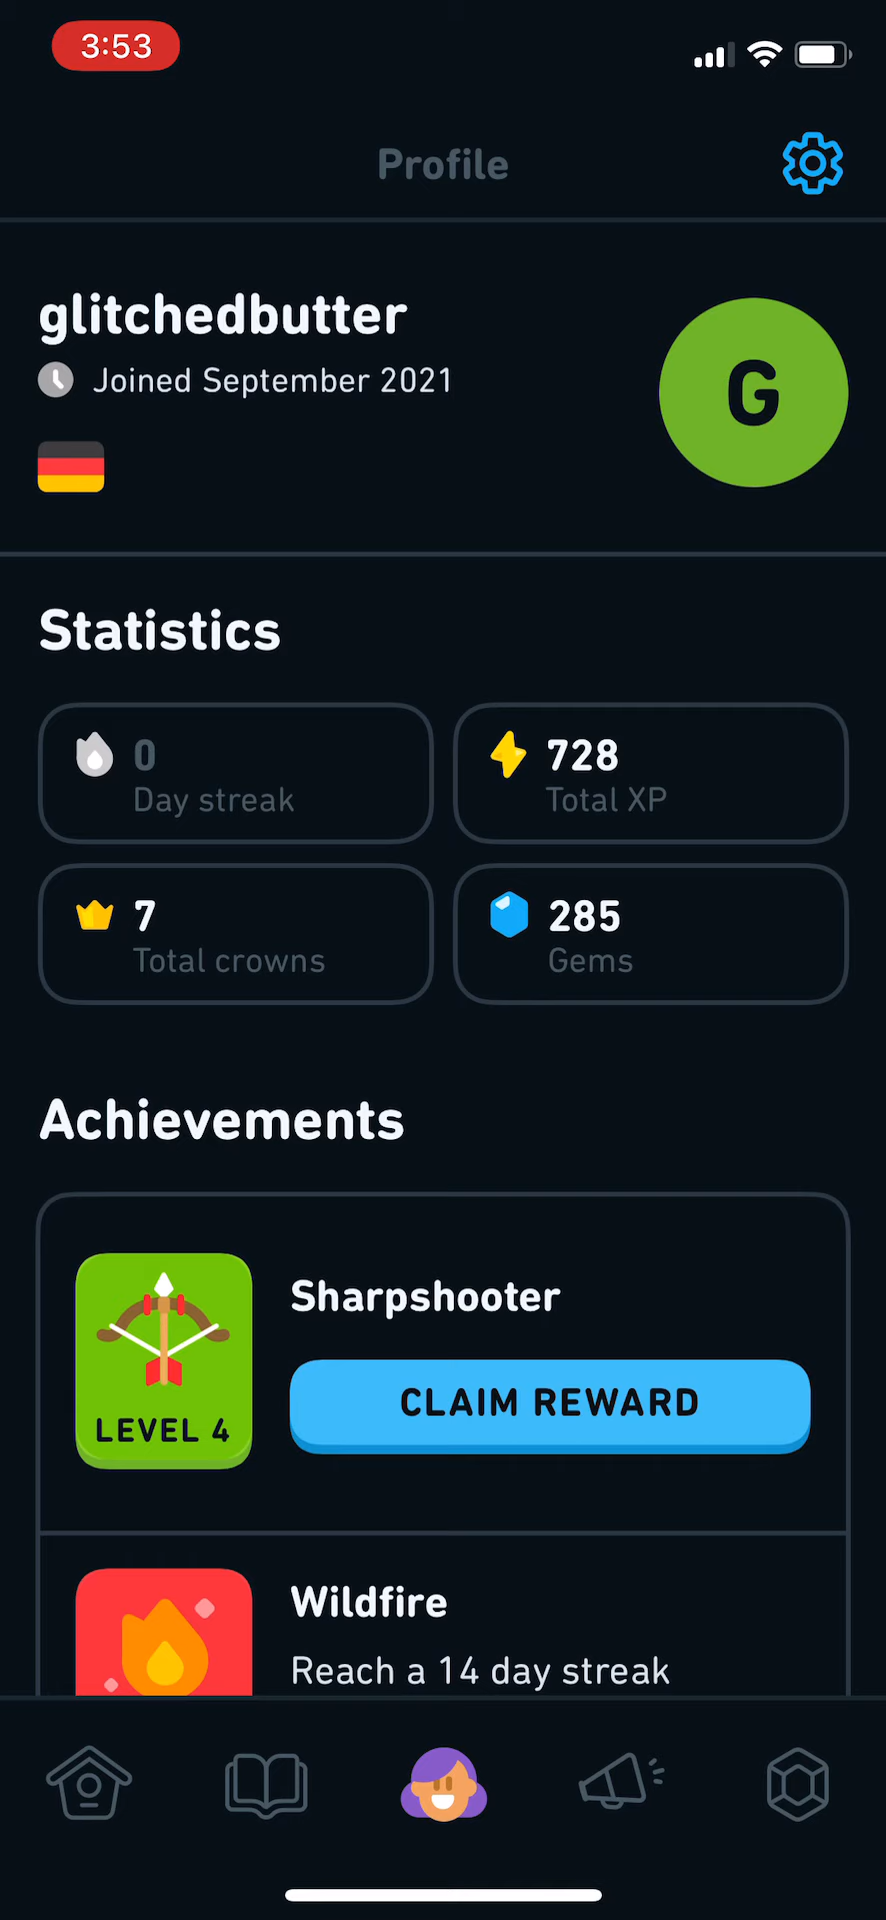 3:53
Profile
glitchedbutter
Joined September 2021
G
Statistics
0
Day streak
728
Total XP
7
Total crowns
285
Gems
Achievements
LEVEL 4
Sharpshooter
CLAIM REWARD
Wildfire
Reach a 14 day streak